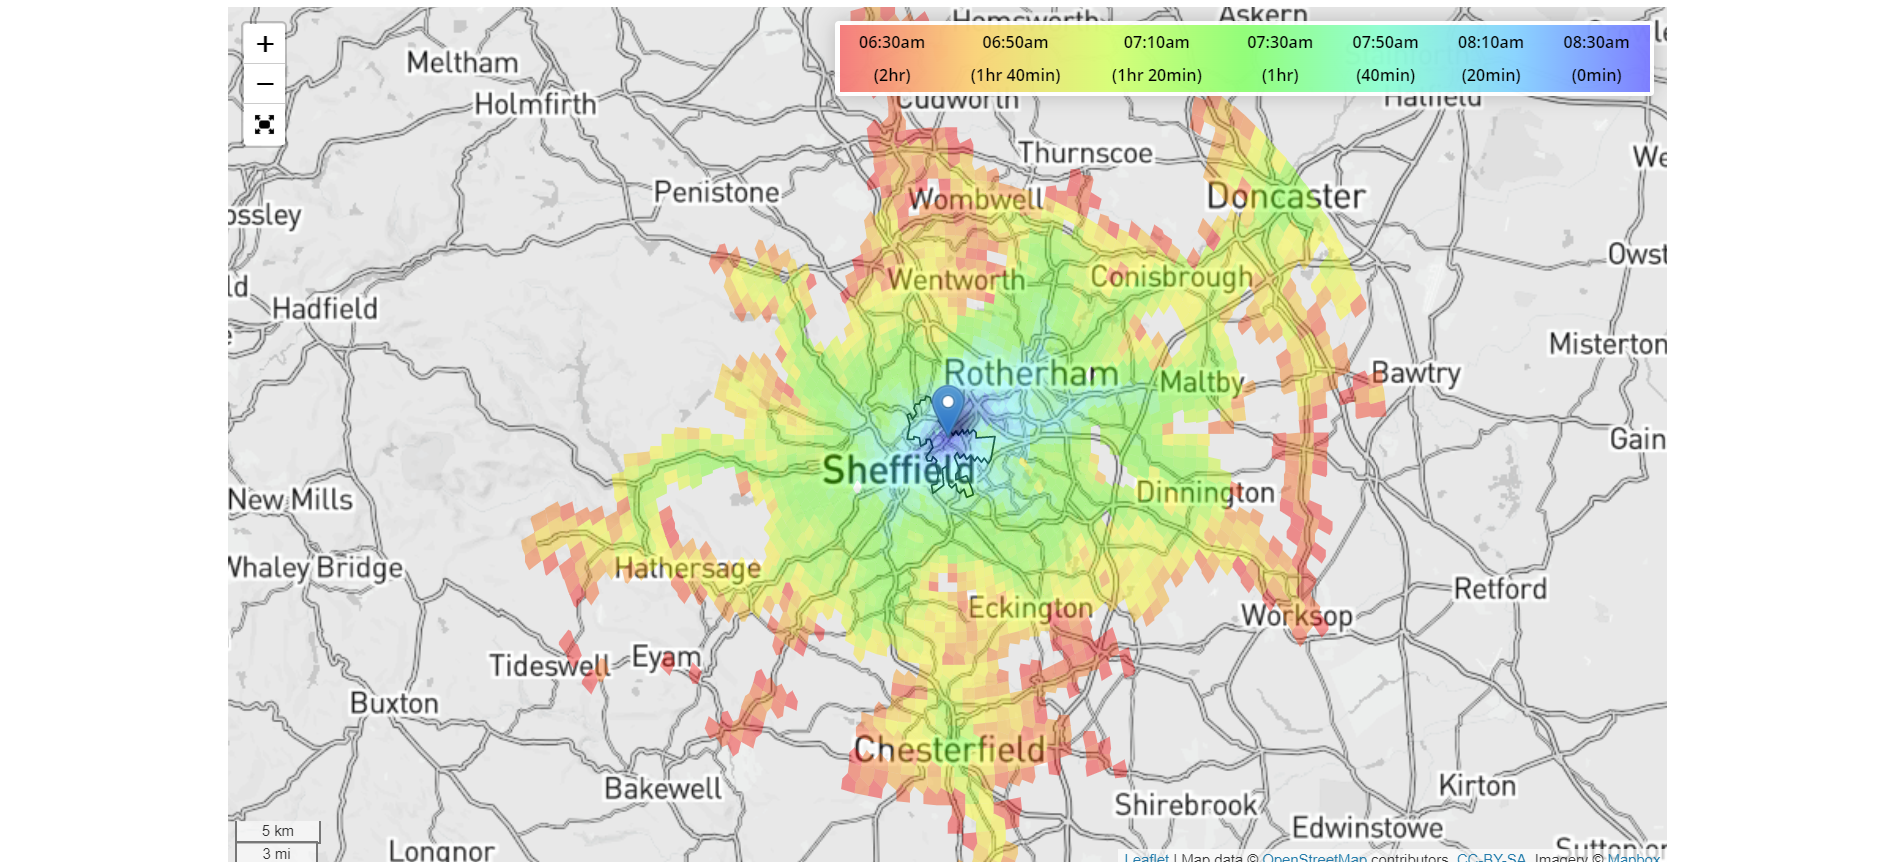 Askern
+
06:30am 06:50am 07:10am 07:30am 07:50am 08:10am 08:30am
(2hr) (1hr 40min) (1hr 20min) (1hr) (40min) (20min) (0min)
Meltham
−
Holmfirth
Cudworth
Hatfield
Thurnscoe
Penistone
Wombwell
Doncaster
ossley
Owst
Wentworth
Conisbrough
ld
Hadfield
Misterton
Rotherham
Maltby
Bawtry
Gain
Sheffield
New Mills
Dinnington
Whaley Bridge
Hathersage
Retford
Eckington
Worksop
Tideswell
Eyam
Buxton
Chesterfield
Bakewell
Kirton
Shirebrook
5 km
Edwinstowe
Longnor
3 mi
Leaflet | Map data © OpenStreetMap contributors, CC-BY-SA, Imagery © Mapbox